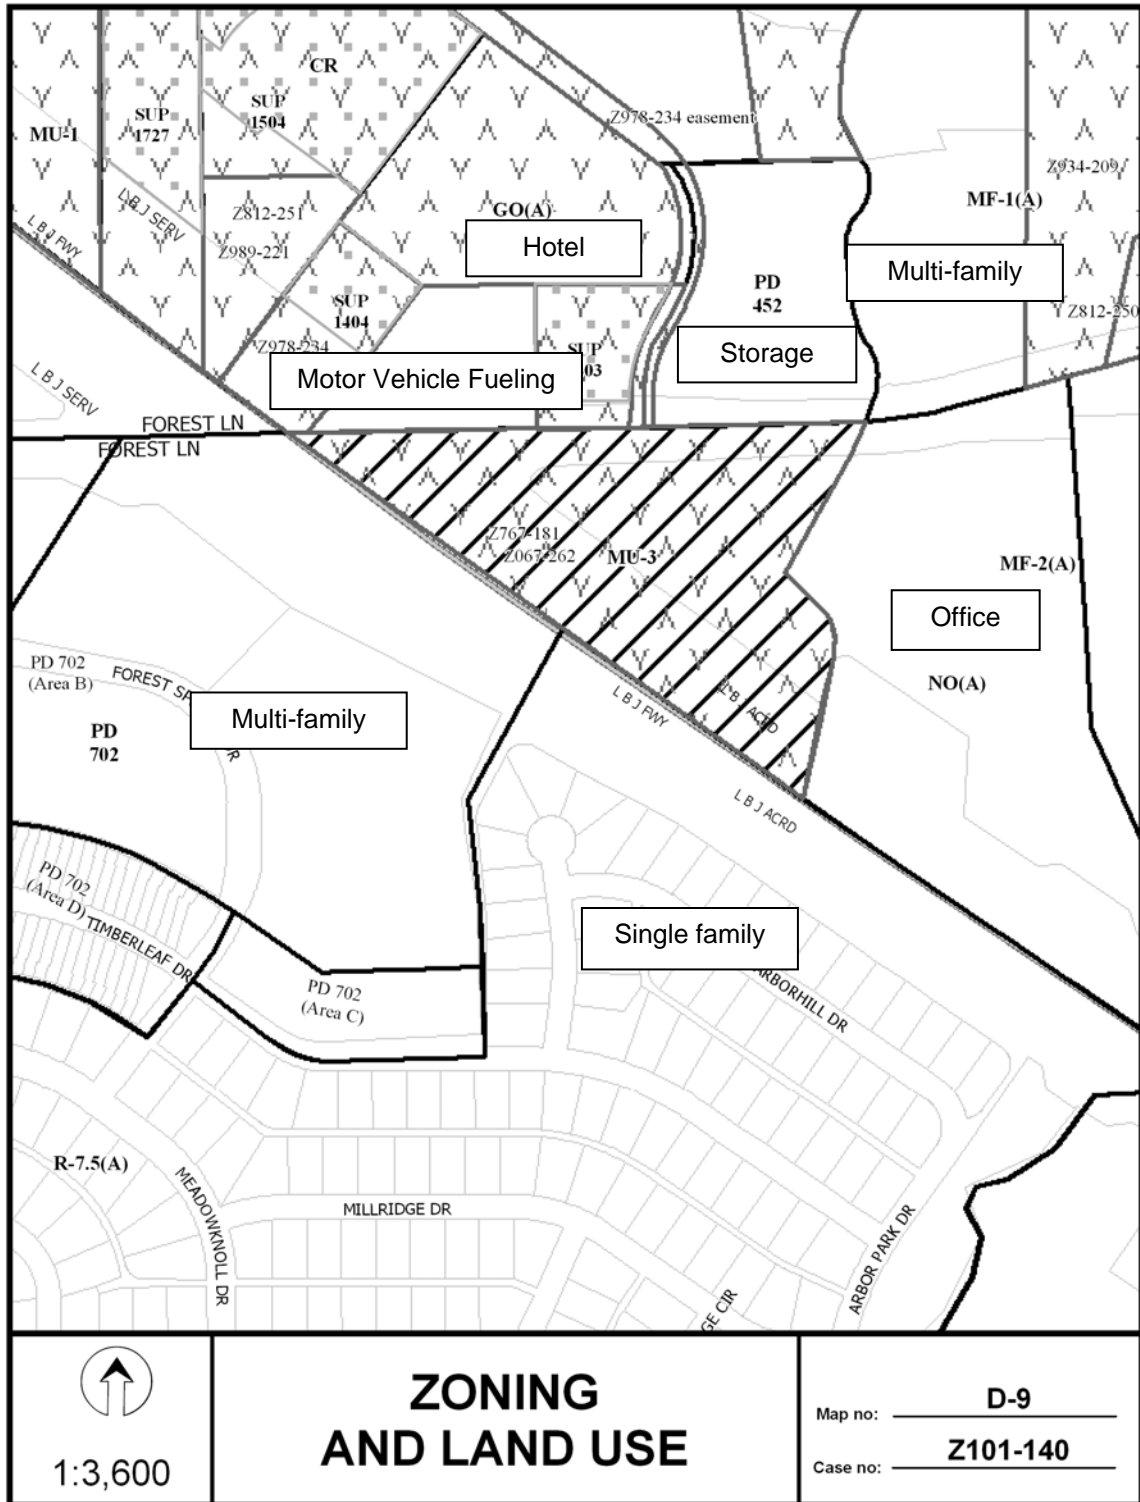 CR
SUP
1504
SUP
1727
MU-1
Z978-234 easement
Z934-209
MF-1(A)
L B J SERV
L B J FWY
Z812-251
Z989-221
GO(A)
Hotel
Multi-family
PD
452
SUP
1404
Z812-250
Z978-234
SUP
Storage
Motor Vehicle Fueling
L B J SERV
FOREST LN
FOREST LN
Z767-181
Z067-262
MU-3
MF-2(A)
Office
NO(A)
PD 702
(Area B)
Multi-family
PD
702
L B J FWY
L B J ACRD
PD 702
(Area D)
TIMBERLEAF DR
Single family
ARBORHILL DR
PD 702
(Area C)
R-7.5(A)
MEADOWKNOLL DR
MILLRIDGE DR
ARBOR PARK DR
GE CIR
1:3,600
ZONING
AND LAND USE
Map no: D-9
Case no: Z101-140